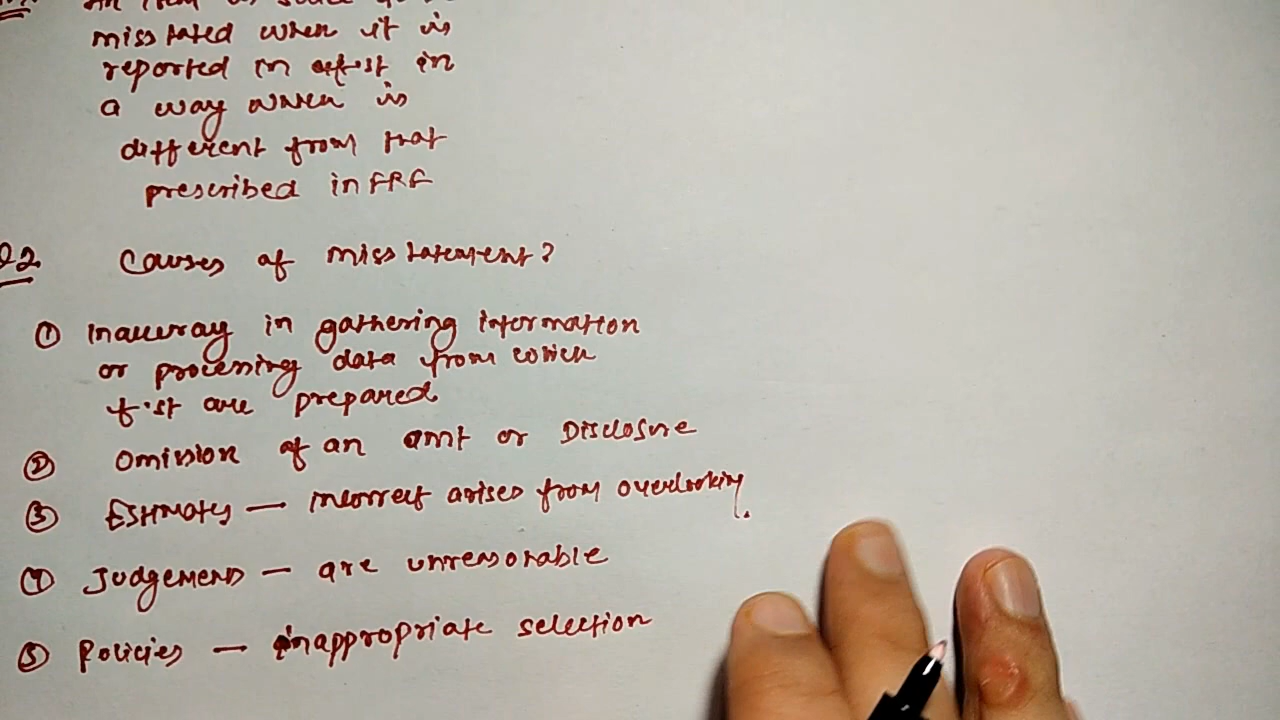 misstated when it is
reported in f·st in
a way which is
different from that
prescribed in FRF
Q2 Causes of misstatement?
① Inaccuracy in gathering information
or processing data from which
f·st are prepared
② Omission of an amt or Disclosure
③ Estimates — incorrect arises from overlooking
④ Judgements — are unreasonable
⑤ Policies — inappropriate selection